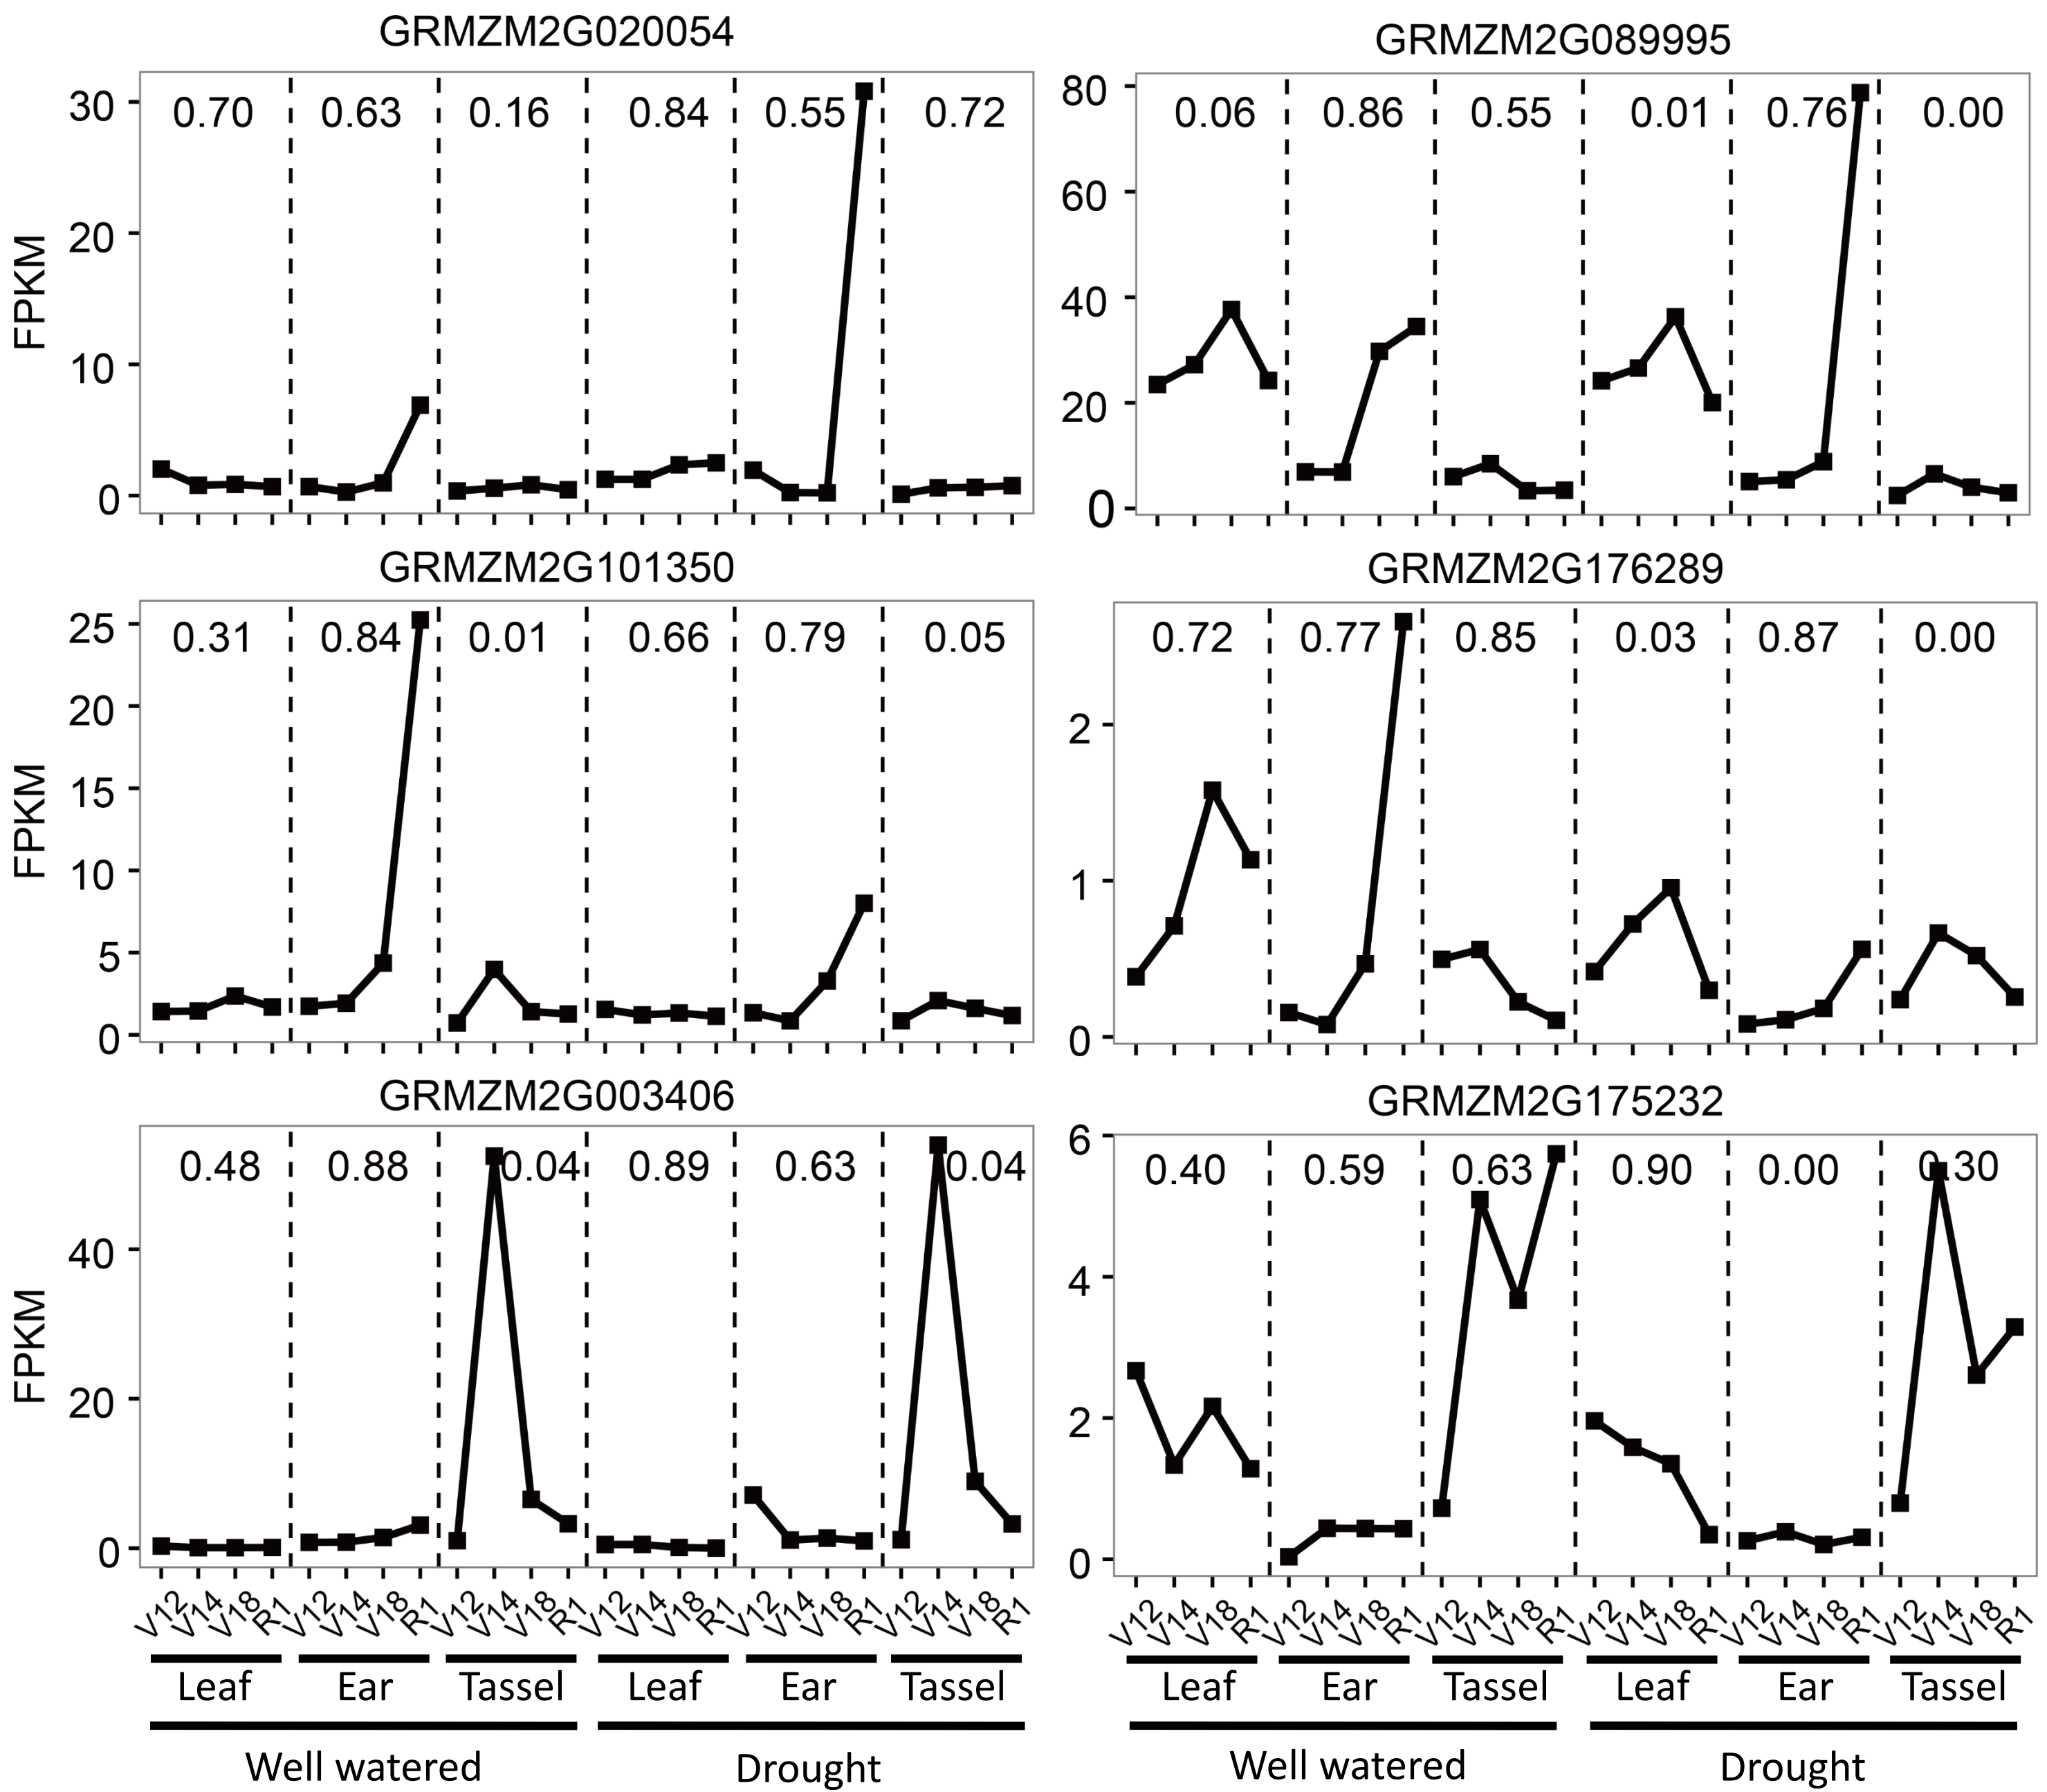 GRMZM2G020054
0.70 0.63 0.16 0.84 0.55 0.72
FPKM
30
20
10
0
GRMZM2G089995
0.06 0.86 0.55 0.01 0.76 0.00
80
60
40
20
0
GRMZM2G101350
0.31 0.84 0.01 0.66 0.79 0.05
FPKM
25
20
15
10
5
0
GRMZM2G176289
0.72 0.77 0.85 0.03 0.87 0.00
2
1
0
GRMZM2G003406
0.48 0.88 0.04 0.89 0.63 0.04
FPKM
40
20
0
V12 V14 V18 R1 V12 V14 V18 R1 V12 V14 V18 R1 V12 V14 V18 R1 V12 V14 V18 R1 V12 V14 V18 R1
Leaf Ear Tassel Leaf Ear Tassel
Well watered Drought
GRMZM2G175232
0.40 0.59 0.63 0.90 0.00 0.30
6
4
2
0
V12 V14 V18 R1 V12 V14 V18 R1 V12 V14 V18 R1 V12 V14 V18 R1 V12 V14 V18 R1 V12 V14 V18 R1
Leaf Ear Tassel Leaf Ear Tassel
Well watered Drought